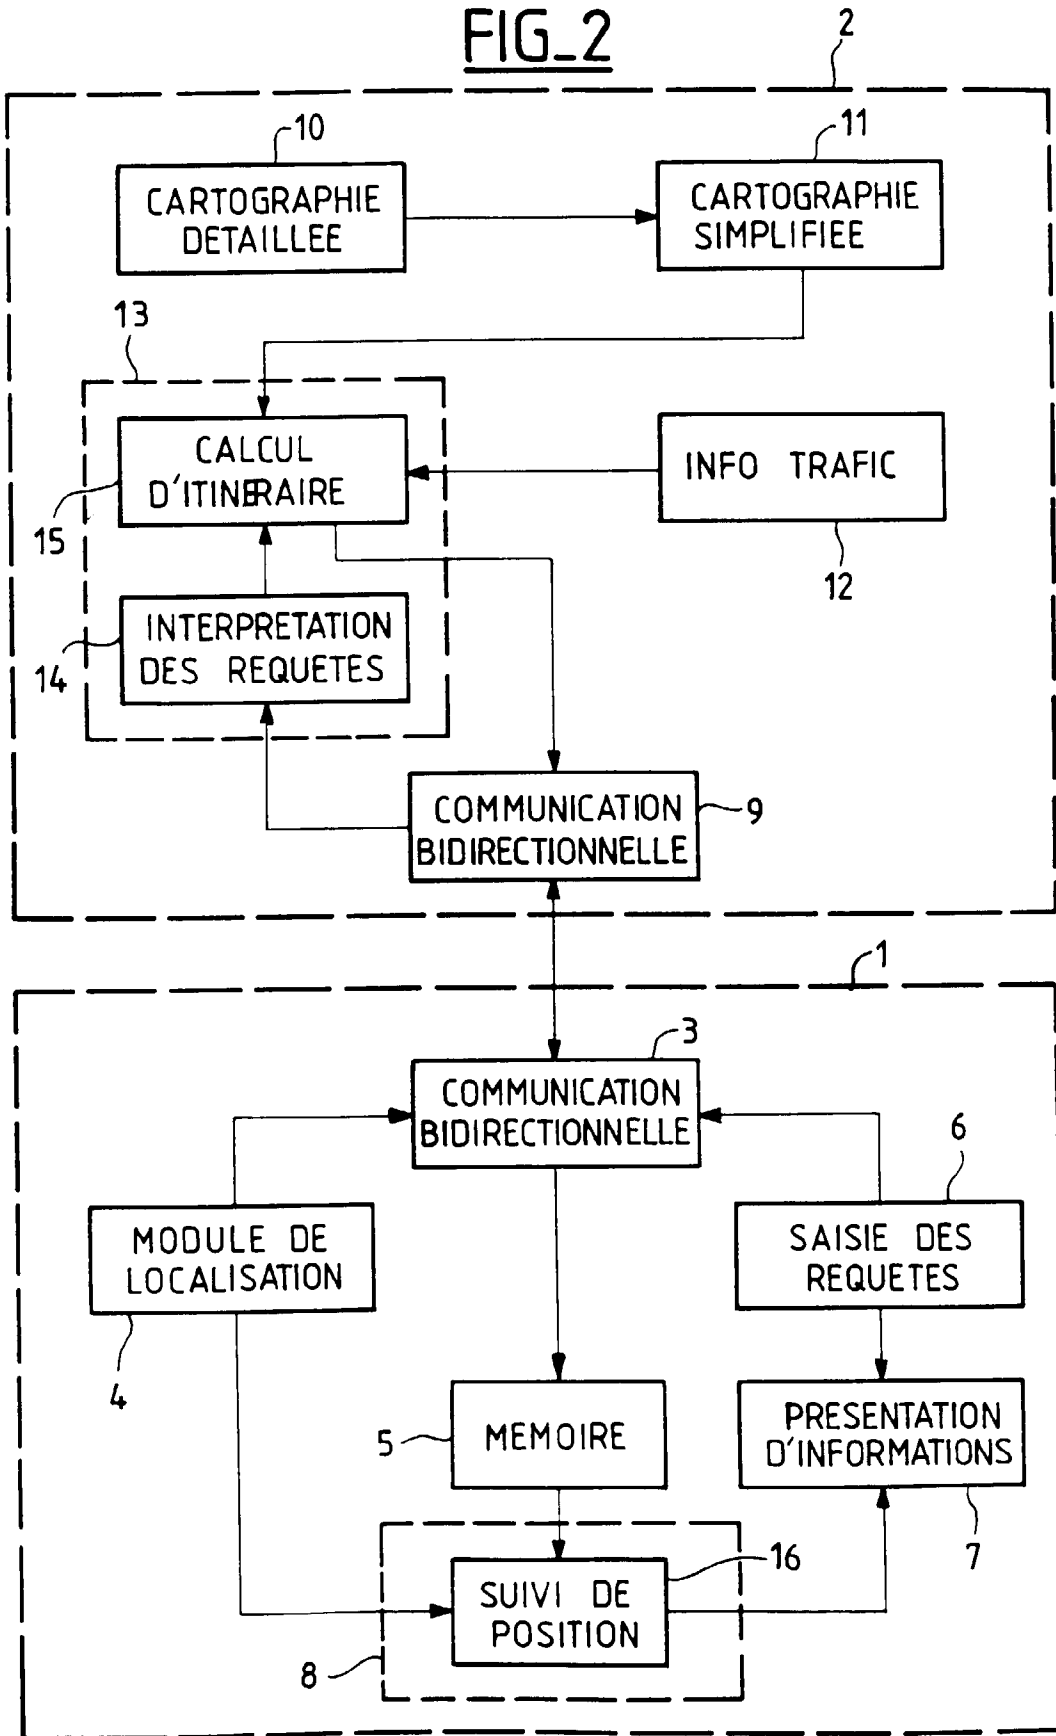 FIG_2
2
10
11
CARTOGRAPHIE
DETAILLEE
CARTOGRAPHIE
SIMPLIFIEE
13
CALCUL
D'ITINERAIRE
INFO TRAFIC
15
12
INTERPRETATION
DES REQUETES
14
COMMUNICATION
BIDIRECTIONNELLE
9
1
3
COMMUNICATION
BIDIRECTIONNELLE
6
MODULE DE
LOCALISATION
SAISIE DES
REQUETES
4
5
MEMOIRE
PRESENTATION
D'INFORMATIONS
16
7
SUIVI DE
POSITION
8